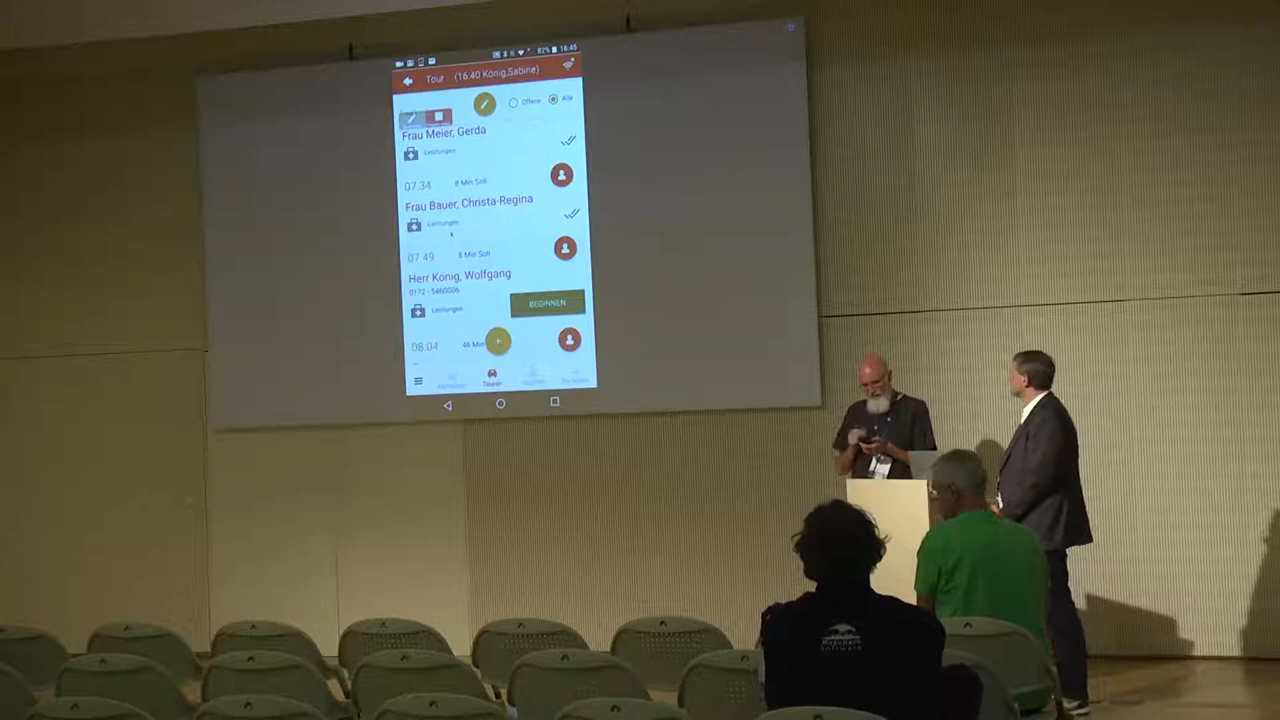 82% 16:45
Tour (16:40 König,Sabine)
Offene Alle
Frau Meier, Gerda
Leistungen
07:34 8 Min Soll
Frau Bauer, Christa-Regina
Leistungen
07:49 8 Min Soll
Herr König, Wolfgang
0172 - 5460006
BEGINNEN
Leistungen
08:04 46 Min
+
Touren
Software